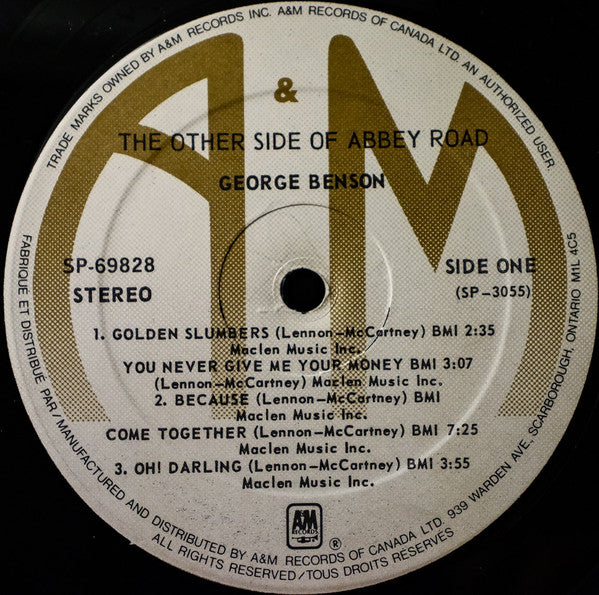 TRADE MARKS OWNED BY A&M RECORDS INC. A&M RECORDS OF CANADA LTD. AN AUTHORIZED USER.
A & M
THE OTHER SIDE OF ABBEY ROAD
GEORGE BENSON
SP-69828
STEREO
SIDE ONE
(SP-3055)
1. GOLDEN SLUMBERS (Lennon-McCartney) BMI 2:35
Maclen Music Inc.
YOU NEVER GIVE ME YOUR MONEY BMI 3:07
(Lennon-McCartney) Maclen Music Inc.
2. BECAUSE (Lennon-McCartney) BMI
Maclen Music Inc.
COME TOGETHER (Lennon-McCartney) BMI 7:25
Maclen Music Inc.
3. OH! DARLING (Lennon-McCartney) BMI 3:55
Maclen Music Inc.
A&M
RECORDS
®
FABRIQUÉ ET DISTRIBUÉ PAR/MANUFACTURED AND DISTRIBUTED BY A&M RECORDS OF CANADA LTD. 939 WARDEN AVE., SCARBOROUGH, ONTARIO M1L 4C5
ALL RIGHTS RESERVED/TOUS DROITS RÉSERVÉS